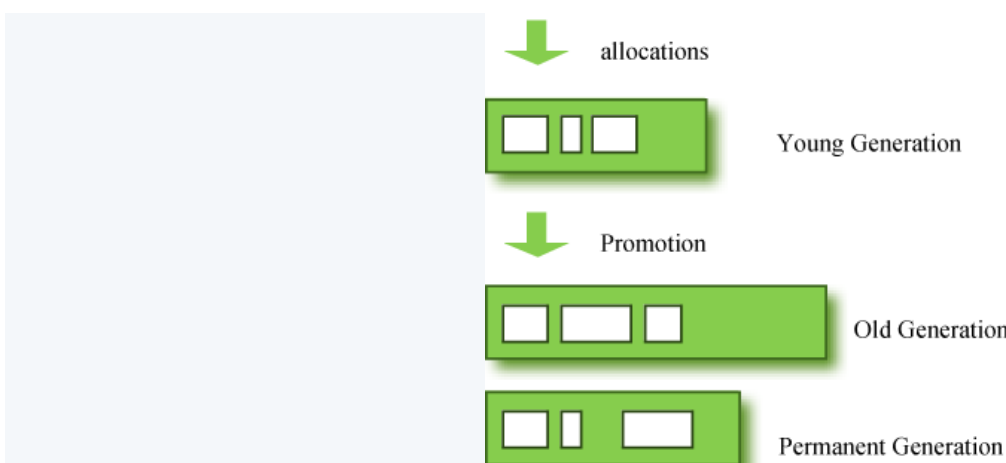 allocations
Young Generation
Promotion
Old Generation
Permanent Generation